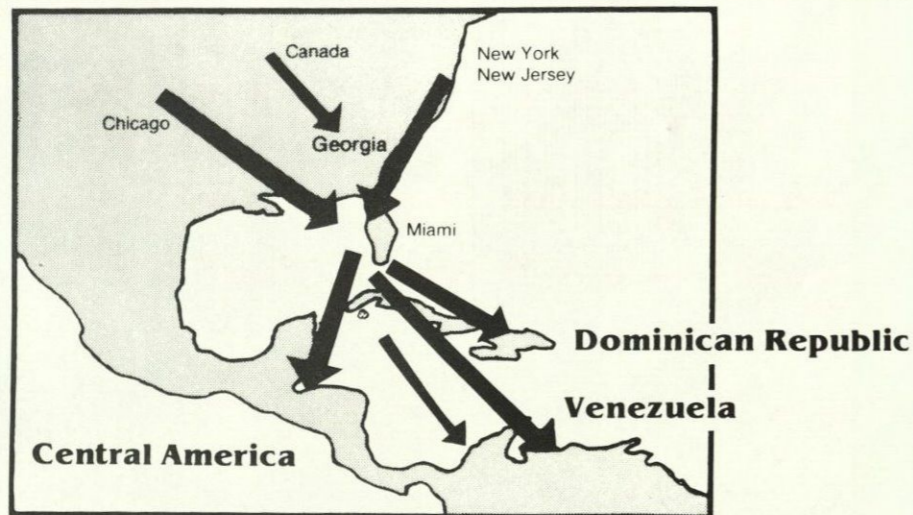 Canada
New York
New Jersey
Chicago
Georgia
Miami
Dominican Republic
Venezuela
Central America